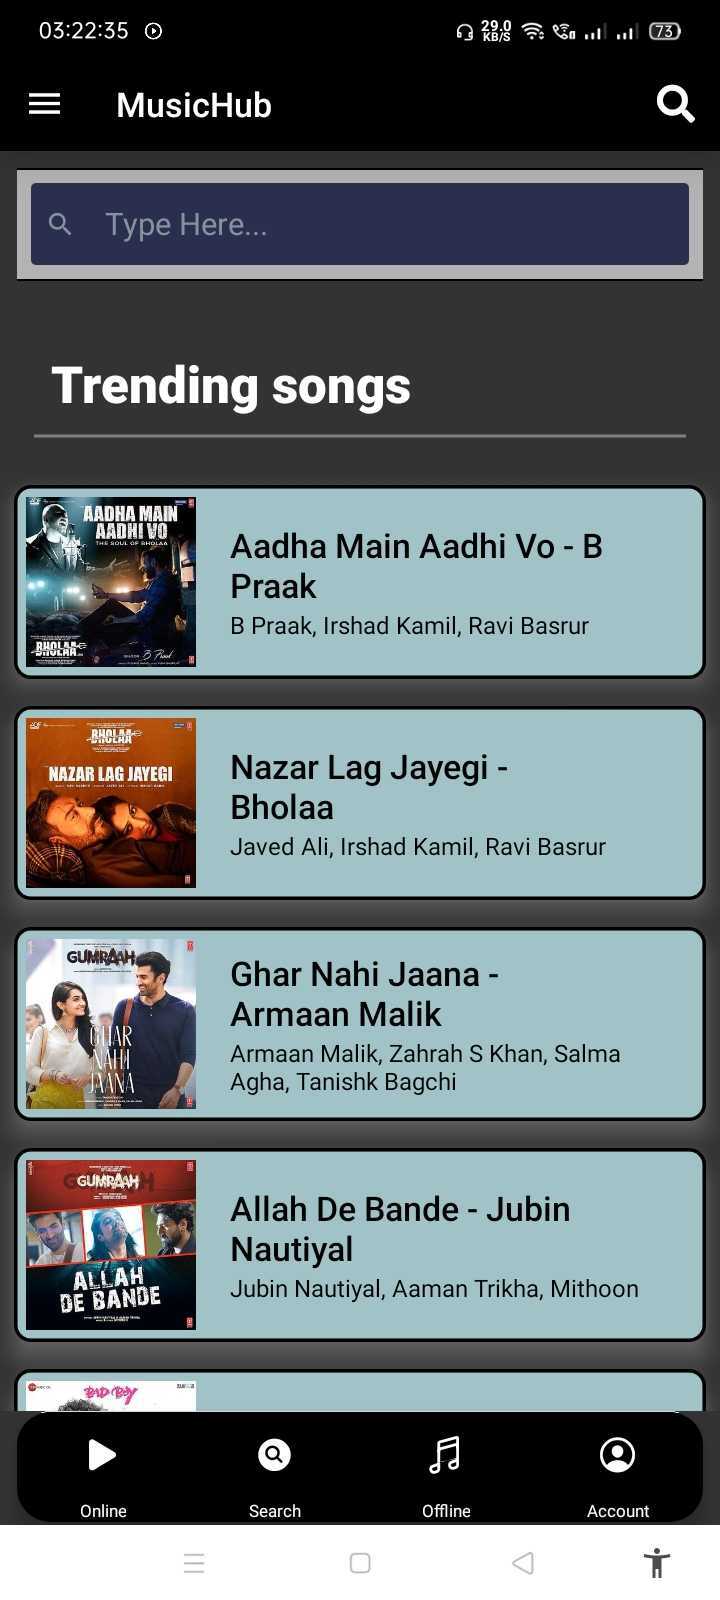 03:22:35
29.0
KB/S
73
MusicHub
Type Here...
Trending songs
AADHA MAIN
AADHI VO
THE SOUL OF BHOLAA
BHOLAA
Aadha Main Aadhi Vo - B
Praak
B Praak, Irshad Kamil, Ravi Basrur
BHOLAA
NAZAR LAG JAYEGI
Nazar Lag Jayegi -
Bholaa
Javed Ali, Irshad Kamil, Ravi Basrur
GUMRAAH
GHAR
NAHI
JAANA
Ghar Nahi Jaana -
Armaan Malik
Armaan Malik, Zahrah S Khan, Salma
Agha, Tanishk Bagchi
GUMRAAH
ALLAH
DE BANDE
Allah De Bande - Jubin
Nautiyal
Jubin Nautiyal, Aaman Trikha, Mithoon
BAD BOY
Online
Search
Offline
Account